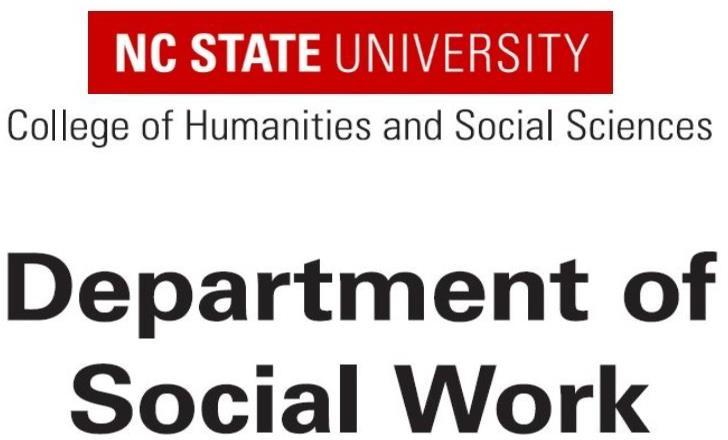 NC STATE UNIVERSITY
College of Humanities and Social Sciences
Department of
Social Work